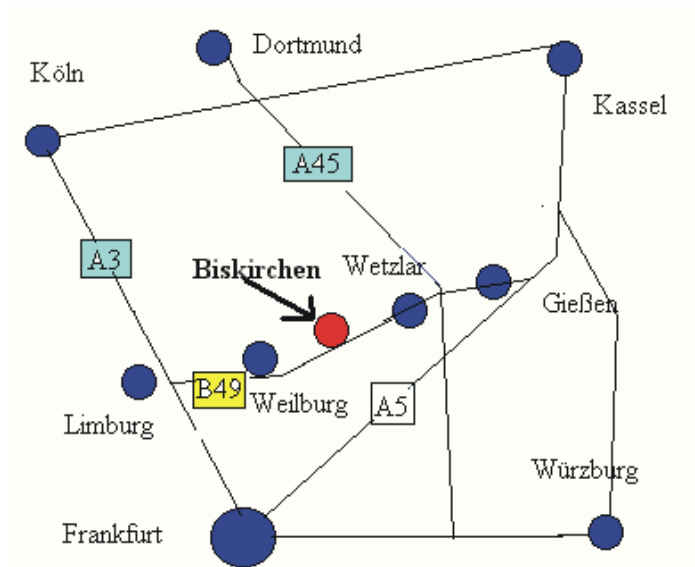 Dortmund
Köln
Kassel
A45
A3
Biskirchen
Wetzlar
Gießen
B49
Weilburg
A5
Limburg
Würzburg
Frankfurt